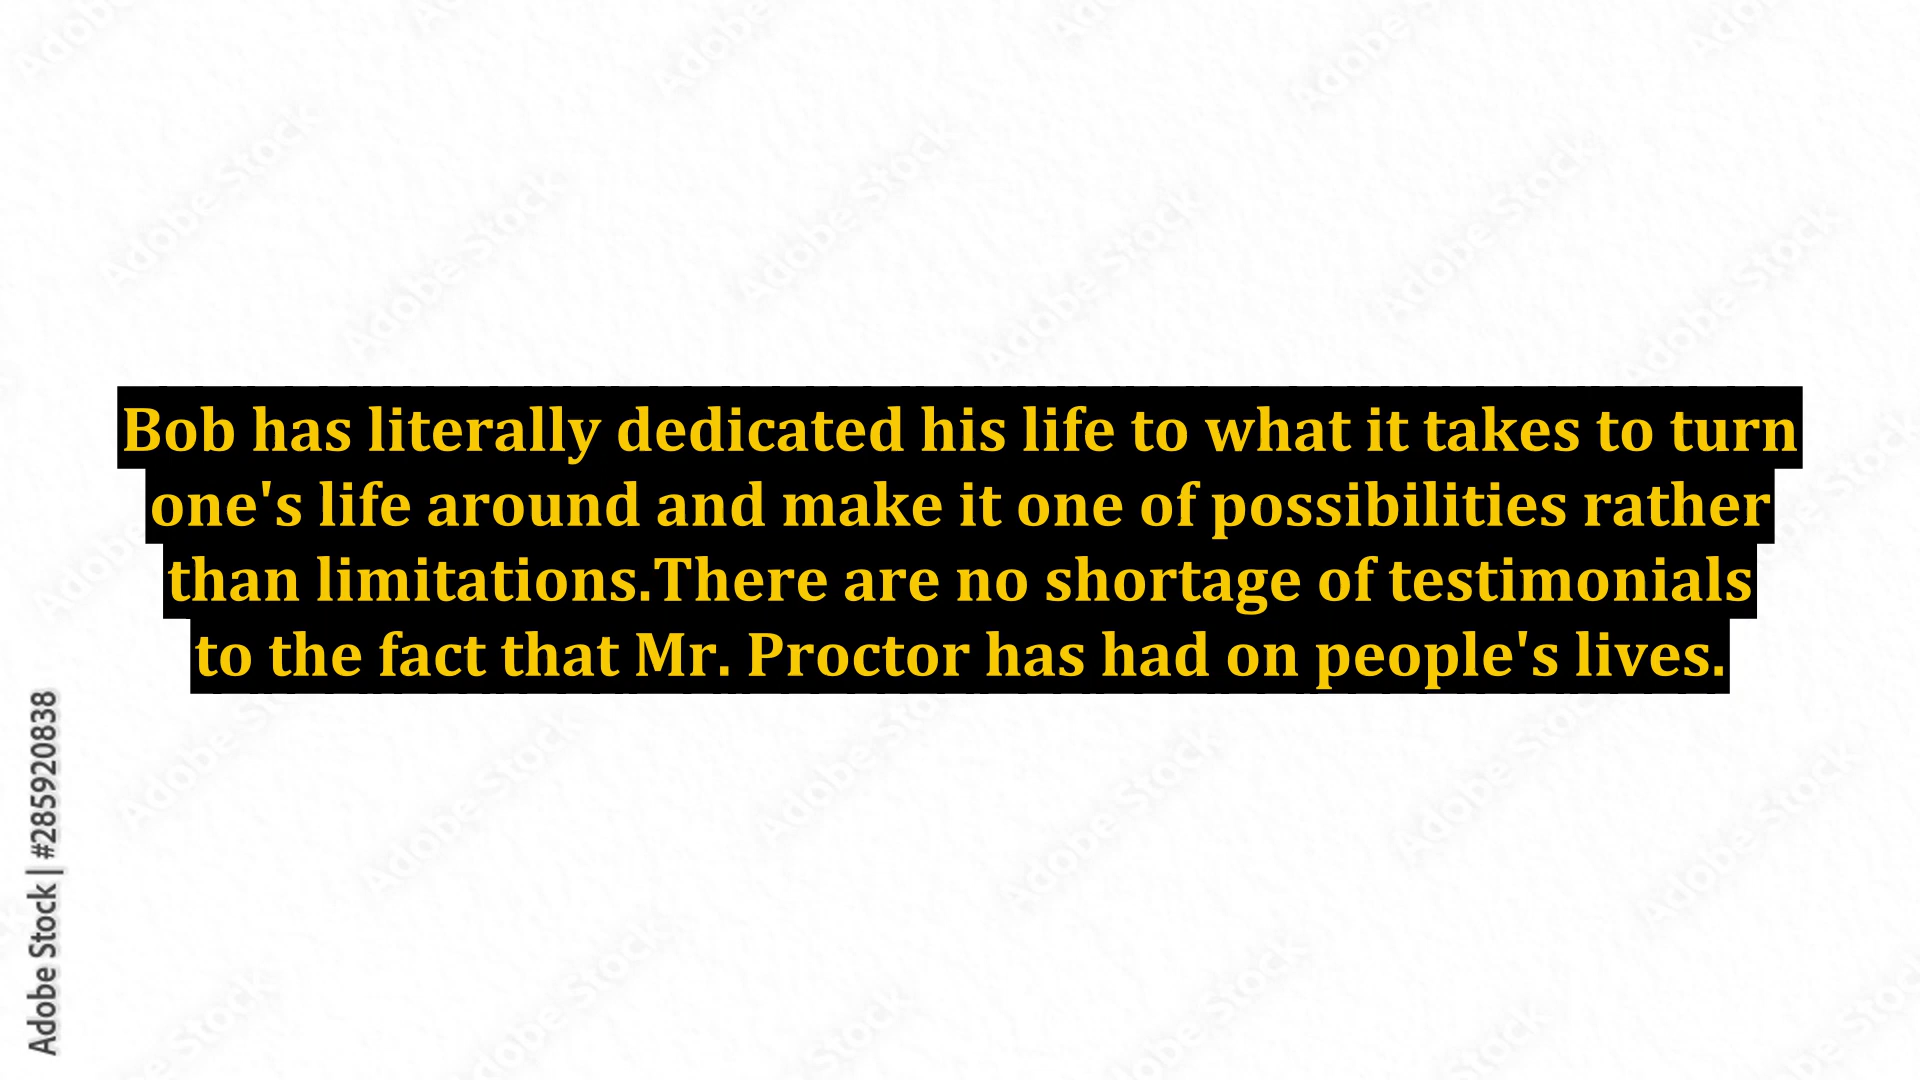 Bob has literally dedicated his life to what it takes to turn
one's life around and make it one of possibilities rather
than limitations.There are no shortage of testimonials
to the fact that Mr. Proctor has had on people's lives.
Adobe Stock | #285920838
Adobe Stock